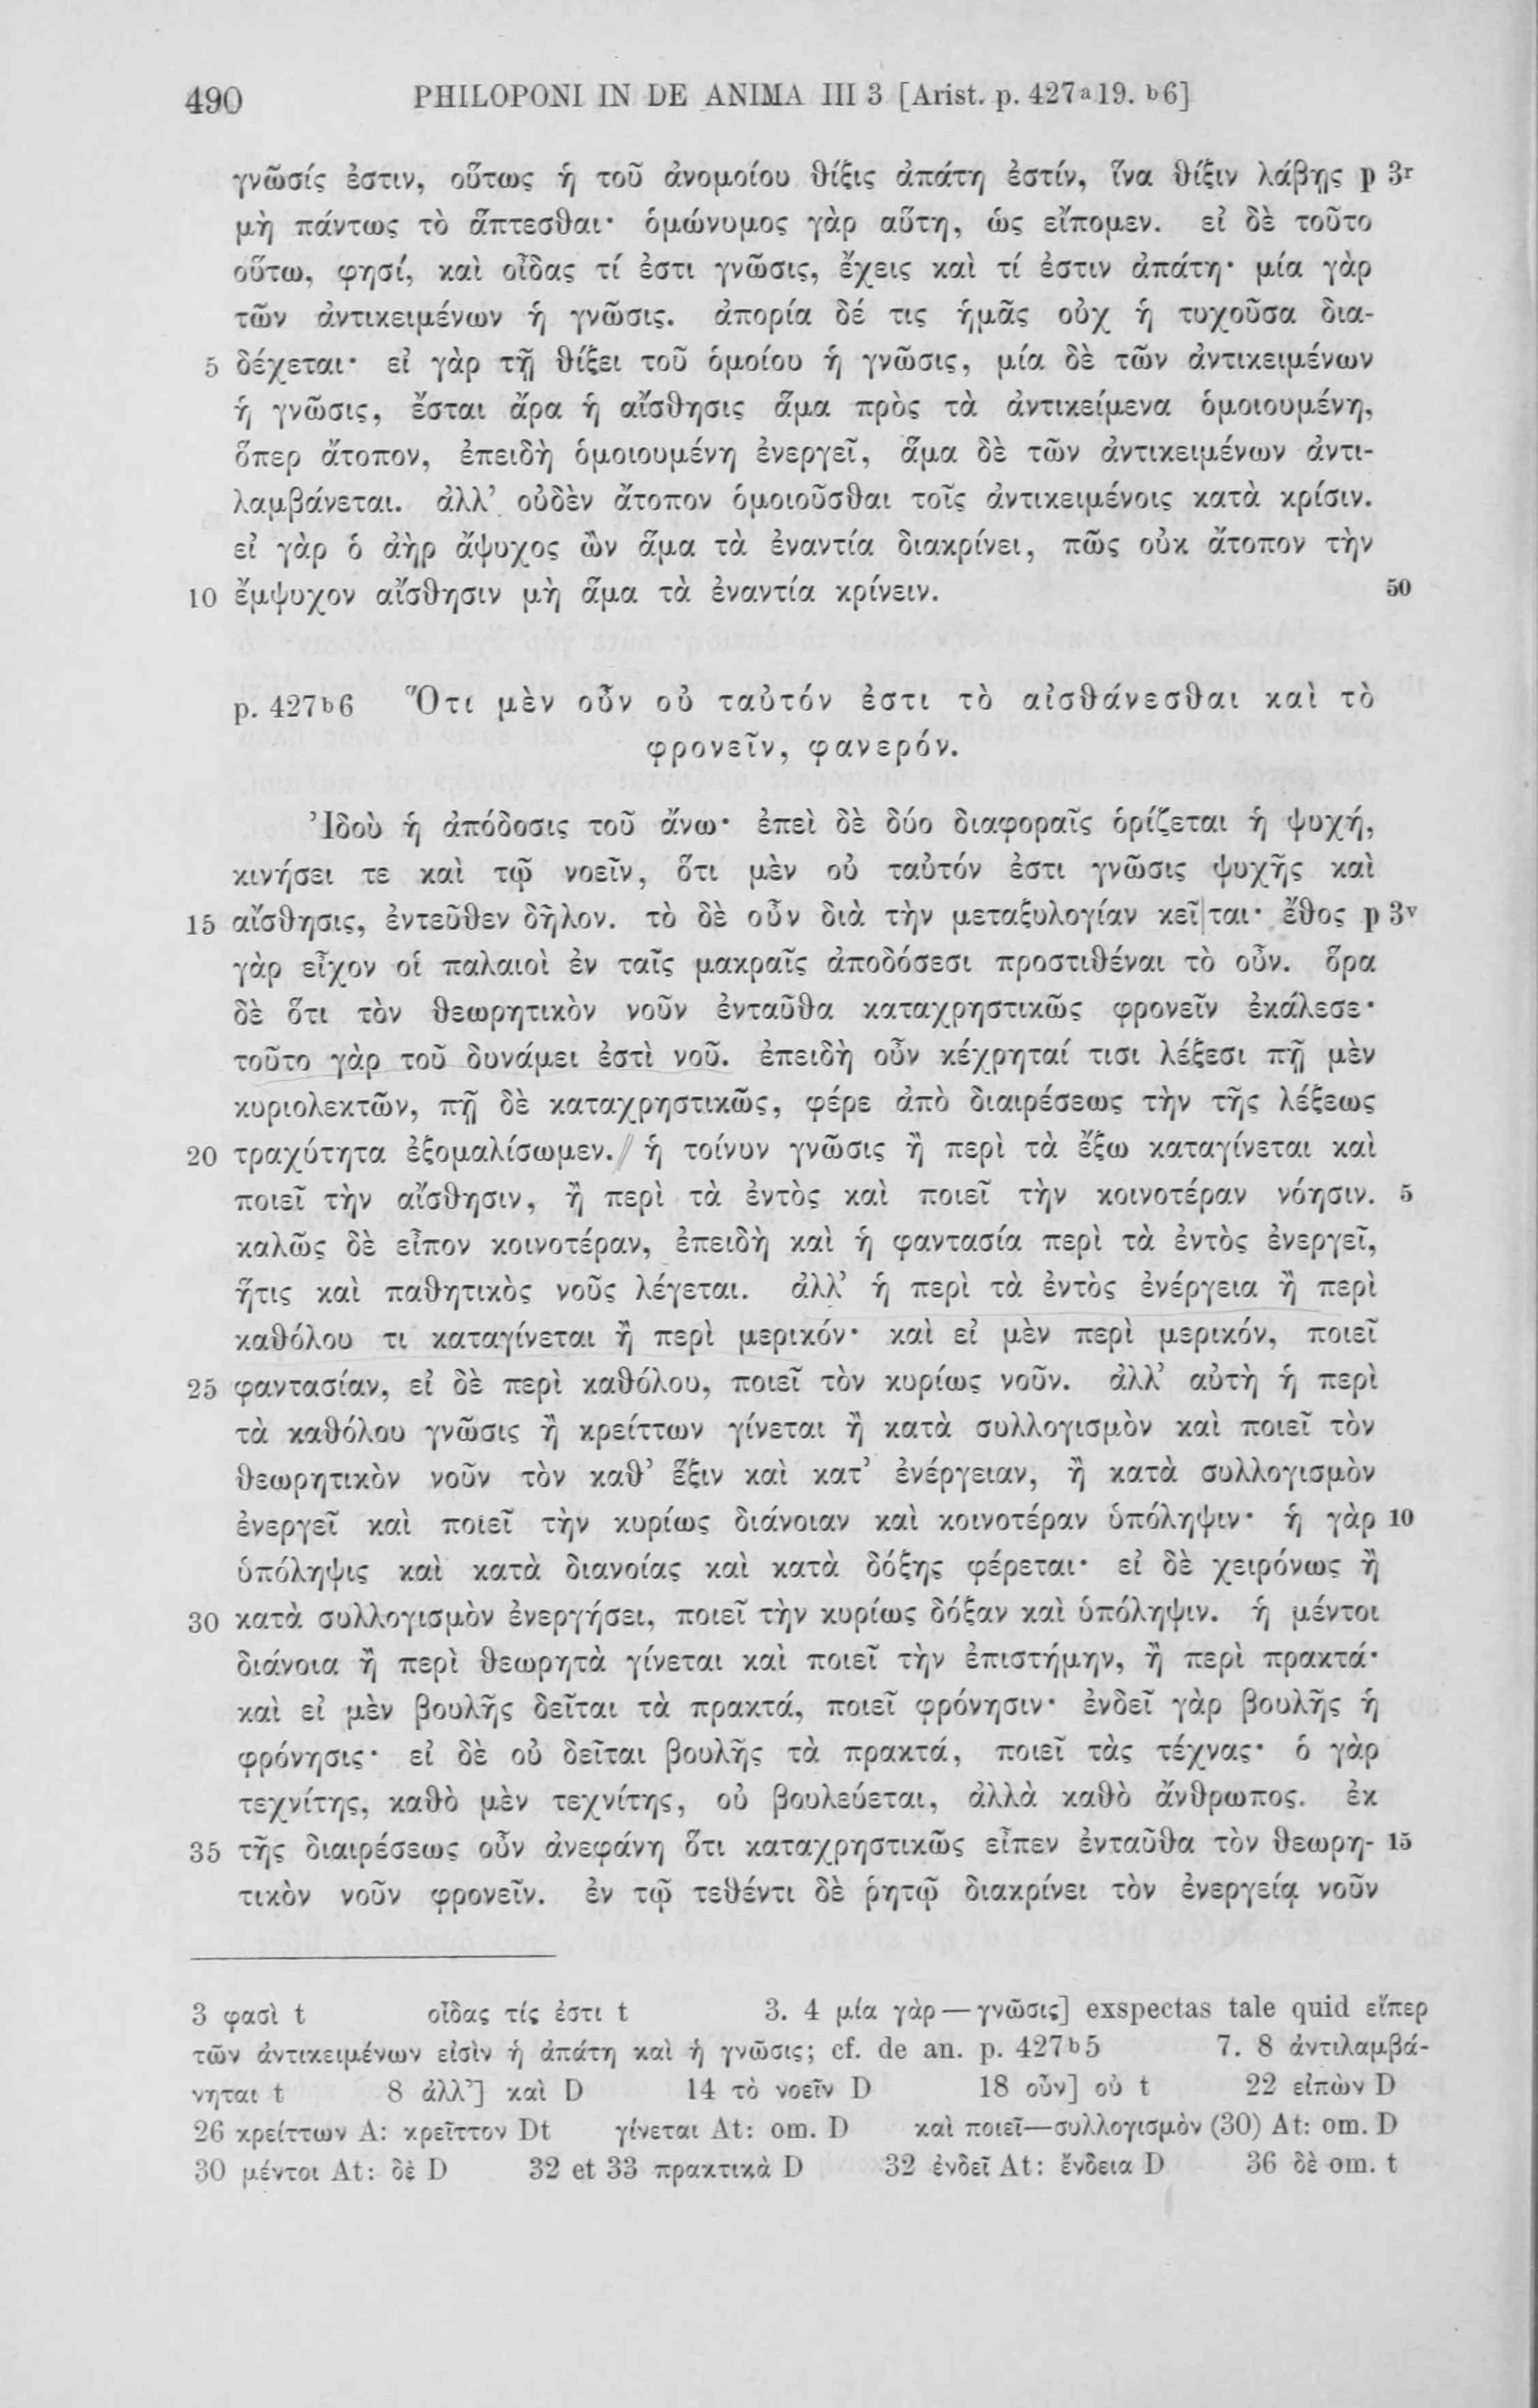 490 PHILOPONI IN DE ANIMA III 3 [Arist. p. 427a19. b6]
γνῶσίς ἐστιν, οὕτως ἡ τοῦ ἀνομοίου θίξις ἀπάτη ἐστίν, ἵνα θίξιν λάβῃς p 3r
μὴ πάντως τὸ ἅπτεσθαι· ὁμώνυμος γὰρ αὕτη, ὡς εἴπομεν. εἰ δὲ τοῦτο
οὕτω, φησί, καὶ οἶδας τί ἐστι γνῶσις, ἔχεις καὶ τί ἐστιν ἀπάτη· μία γὰρ
τῶν ἀντικειμένων ἡ γνῶσις. ἀπορία δέ τις ἡμᾶς οὐχ ἡ τυχοῦσα δια-
5 δέχεται· εἰ γὰρ τῇ θίξει τοῦ ὁμοίου ἡ γνῶσις, μία δὲ τῶν ἀντικειμένων
ἡ γνῶσις, ἔσται ἄρα ἡ αἴσθησις ἅμα πρὸς τὰ ἀντικείμενα ὁμοιουμένη,
ὅπερ ἄτοπον, ἐπειδὴ ὁμοιουμένη ἐνεργεῖ, ἅμα δὲ τῶν ἀντικειμένων ἀντι-
λαμβάνεται. ἀλλ’ οὐδὲν ἄτοπον ὁμοιοῦσθαι τοῖς ἀντικειμένοις κατὰ κρίσιν.
εἰ γὰρ ὁ ἀὴρ ἄψυχος ὢν ἅμα τὰ ἐναντία διακρίνει, πῶς οὐκ ἄτοπον τὴν
10 ἔμψυχον αἴσθησιν μὴ ἅμα τὰ ἐναντία κρίνειν. 50
p. 427b6 Ὅτι μὲν οὖν οὐ ταὐτόν ἐστι τὸ αἰσθάνεσθαι καὶ τὸ
φρονεῖν, φανερόν.
Ἰδοὺ ἡ ἀπόδοσις τοῦ ἄνω· ἐπεὶ δὲ δύο διαφοραῖς ὁρίζεται ἡ ψυχή,
κινήσει τε καὶ τῷ νοεῖν, ὅτι μὲν οὐ ταὐτόν ἐστι γνῶσις ψυχῆς καὶ
15 αἴσθησις, ἐντεῦθεν δῆλον. τὸ δὲ οὖν διὰ τὴν μεταξυλογίαν κεῖ|ται· ἔθος p 3v
γὰρ εἶχον οἱ παλαιοὶ ἐν ταῖς μακραῖς ἀποδόσεσι προστιθέναι τὸ οὖν. ὅρα
δὲ ὅτι τὸν θεωρητικὸν νοῦν ἐνταῦθα καταχρηστικῶς φρονεῖν ἐκάλεσε·
τοῦτο γὰρ τοῦ δυνάμει ἐστὶ νοῦ. ἐπειδὴ οὖν κέχρηταί τισι λέξεσι πῇ μὲν
κυριολεκτῶν, πῇ δὲ καταχρηστικῶς, φέρε ἀπὸ διαιρέσεως τὴν τῆς λέξεως
20 τραχύτητα ἐξομαλίσωμεν. ἡ τοίνυν γνῶσις ἢ περὶ τὰ ἔξω καταγίνεται καὶ
ποιεῖ τὴν αἴσθησιν, ἢ περὶ τὰ ἐντὸς καὶ ποιεῖ τὴν κοινοτέραν νόησιν. 5
καλῶς δὲ εἶπον κοινοτέραν, ἐπειδὴ καὶ ἡ φαντασία περὶ τὰ ἐντὸς ἐνεργεῖ,
ἥτις καὶ παθητικὸς νοῦς λέγεται. ἀλλ’ ἡ περὶ τὰ ἐντὸς ἐνέργεια ἢ περὶ
καθόλου τι καταγίνεται ἢ περὶ μερικόν· καὶ εἰ μὲν περὶ μερικόν, ποιεῖ
25 φαντασίαν, εἰ δὲ περὶ καθόλου, ποιεῖ τὸν κυρίως νοῦν. ἀλλ’ αὐτὴ ἡ περὶ
τὰ καθόλου γνῶσις ἢ κρείττων γίνεται ἢ κατὰ συλλογισμὸν καὶ ποιεῖ τὸν
θεωρητικὸν νοῦν τὸν καθ’ ἕξιν καὶ κατ’ ἐνέργειαν, ἢ κατὰ συλλογισμὸν
ἐνεργεῖ καὶ ποιεῖ τὴν κυρίως διάνοιαν καὶ κοινοτέραν ὑπόληψιν· ἡ γὰρ 10
ὑπόληψις καὶ κατὰ διανοίας καὶ κατὰ δόξης φέρεται· εἰ δὲ χειρόνως ἢ
30 κατὰ συλλογισμὸν ἐνεργήσει, ποιεῖ τὴν κυρίως δόξαν καὶ ὑπόληψιν. ἡ μέντοι
διάνοια ἢ περὶ θεωρητὰ γίνεται καὶ ποιεῖ τὴν ἐπιστήμην, ἢ περὶ πρακτά·
καὶ εἰ μὲν βουλῆς δεῖται τὰ πρακτά, ποιεῖ φρόνησιν· ἐνδεῖ γὰρ βουλῆς ἡ
φρόνησις· εἰ δὲ οὐ δεῖται βουλῆς τὰ πρακτά, ποιεῖ τὰς τέχνας· ὁ γὰρ
τεχνίτης, καθὸ μὲν τεχνίτης, οὐ βουλεύεται, ἀλλὰ καθὸ ἄνθρωπος. ἐκ
35 τῆς διαιρέσεως οὖν ἀνεφάνη ὅτι καταχρηστικῶς εἶπεν ἐνταῦθα τὸν θεωρη- 15
τικὸν νοῦν φρονεῖν. ἐν τῷ τεθέντι δὲ ῥητῷ διακρίνει τὸν ἐνεργείᾳ νοῦν
3 φασὶ t οἶδας τίς ἐστι t 3. 4 μία γὰρ — γνῶσις] exspectas tale quid εἴπερ
τῶν ἀντικειμένων εἰσὶν ἡ ἀπάτη καὶ ἡ γνῶσις; cf. de an. p. 427b5 7. 8 ἀντιλαμβά-
νηται t 8 ἀλλ’] καὶ D 14 τὸ νοεῖν D 18 οὖν] οὐ t 22 εἰπὼν D
26 κρείττων A: κρεῖττον Dt γίνεται At: om. D καὶ ποιεῖ—συλλογισμὸν (30) At: om. D
30 μέντοι At: δὲ D 32 et 33 πρακτικὰ D 32 ἐνδεῖ At: ἔνδεια D 36 δὲ om. t